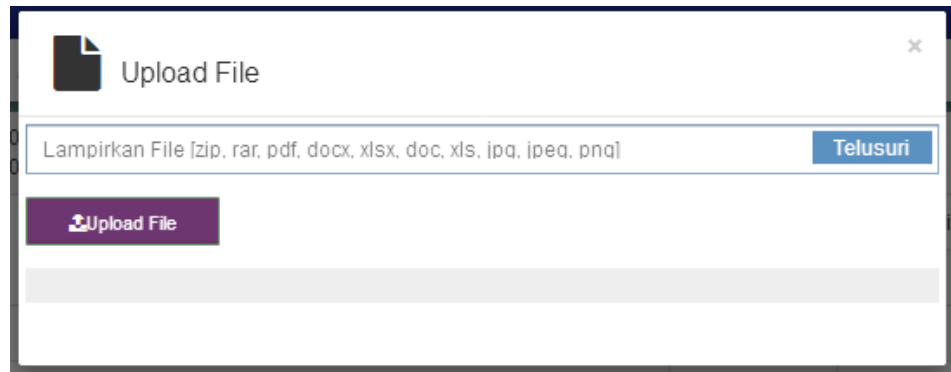 Upload File
×
Lampirkan File [zip, rar, pdf, docx, xlsx, doc, xls, jpg, jpeg, png]
Telusuri
Upload File